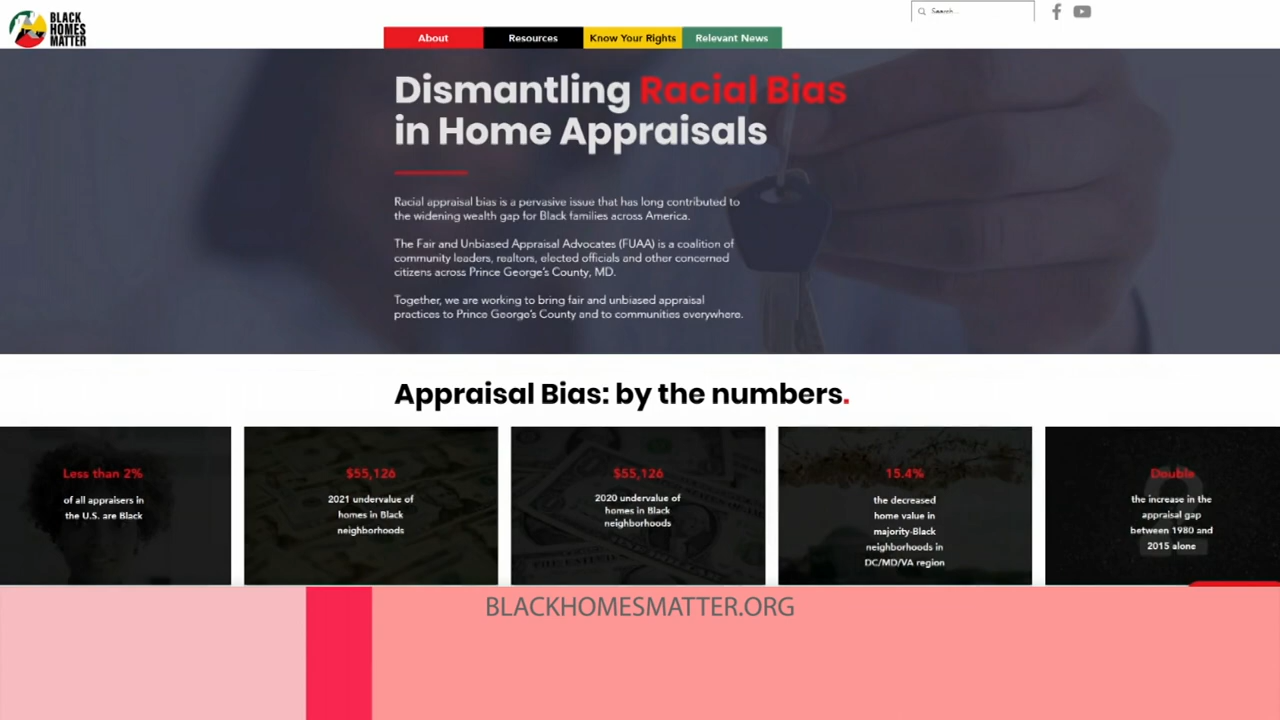 BLACK
HOMES
MATTER
Search...
About
Resources
Know Your Rights
Relevant News
Dismantling Racial Bias
in Home Appraisals
Racial appraisal bias is a pervasive issue that has long contributed to
the widening wealth gap for Black families across America.
The Fair and Unbiased Appraisal Advocates (FUAA) is a coalition of
community leaders, realtors, elected officials and other concerned
citizens across Prince George's County, MD.
Together, we are working to bring fair and unbiased appraisal
practices to Prince George's County and to communities everywhere.
Appraisal Bias: by the numbers.
Less than 2%
of all appraisers in
the U.S. are Black
$55,126
2021 undervalue of
homes in Black
neighborhoods
$55,126
2020 undervalue of
homes in Black
neighborhoods
15.4%
the decreased
home value in
majority-Black
neighborhoods in
DC/MD/VA region
Double
the increase in the
appraisal gap
between 1980 and
2015 alone
BLACKHOMESMATTER.ORG